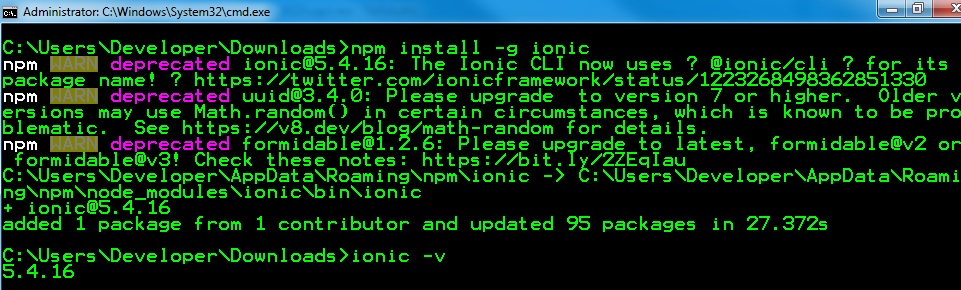 Administrator: C:\Windows\System32\cmd.exe
C:\Users\Developer\Downloads>npm install -g ionic
npm WARN deprecated ionic@5.4.16: The Ionic CLI now uses ? @ionic/cli ? for its
package name! ? https://twitter.com/ionicframework/status/1223268498362851330
npm WARN deprecated uuid@3.4.0: Please upgrade  to version 7 or higher.  Older v
ersions may use Math.random() in certain circumstances, which is known to be pro
blematic.  See https://v8.dev/blog/math-random for details.
npm WARN deprecated formidable@1.2.6: Please upgrade to latest, formidable@v2 or
 formidable@v3! Check these notes: https://bit.ly/2ZEqIau
C:\Users\Developer\AppData\Roaming\npm\ionic -> C:\Users\Developer\AppData\Roami
ng\npm\node_modules\ionic\bin\ionic
+ ionic@5.4.16
added 1 package from 1 contributor and updated 95 packages in 27.372s
C:\Users\Developer\Downloads>ionic -v
5.4.16